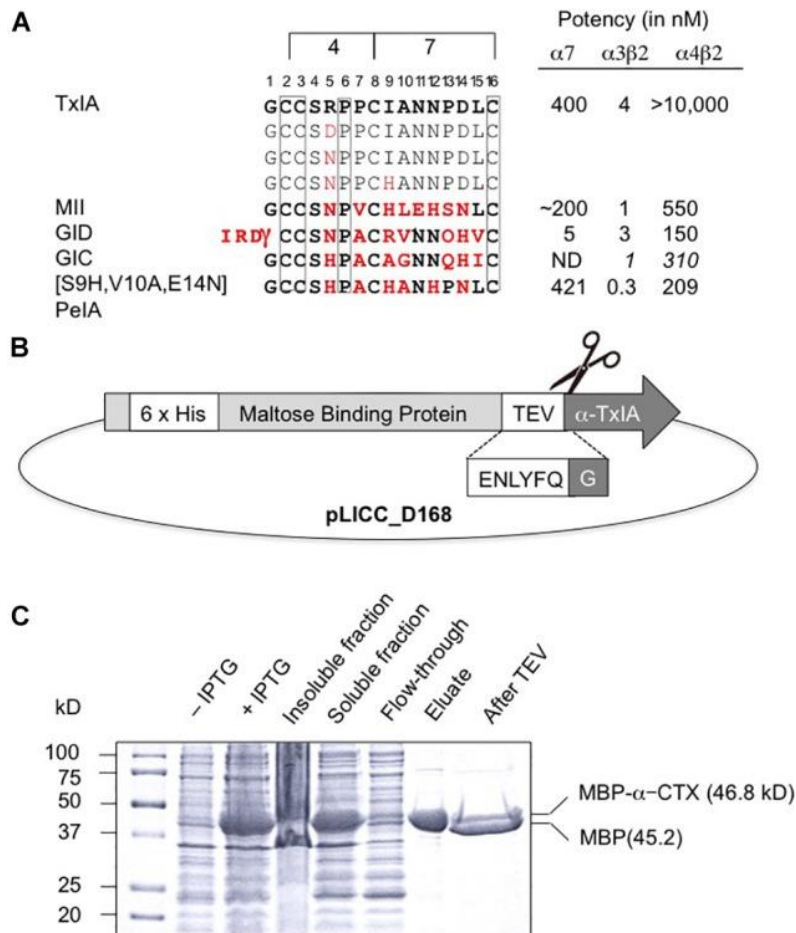 A
4 7
Potency (in nM)
α7 α3β2 α4β2
1 2 3 4 5 6 7 8 9 10 11 12 13 14 15 16
TxIA GCCSRPPCIANNPDLC 400 4 >10,000
GCCSDPPCIANNPDLC
GCCSNPPCIANNPDLC
GCCSNPPCHANNPDLC
MII GCCSNPVCHLEHSNLC ~200 1 550
GID IRDγ GCCSNPACRVNNOHVC 5 3 150
GIC GCCSHPACAGNNQHIC ND 1 310
[S9H,V10A,E14N] GCCSHPACHANHPNLC 421 0.3 209
PeIA
B
6 x His Maltose Binding Protein TEV α-TxIA
ENLYFQ G
pLICC_D168
C
kD – IPTG + IPTG Insoluble fraction Soluble fraction Flow-through Eluate After TEV
100
75
50
37
25
20
MBP-α-CTX (46.8 kD)
MBP(45.2)